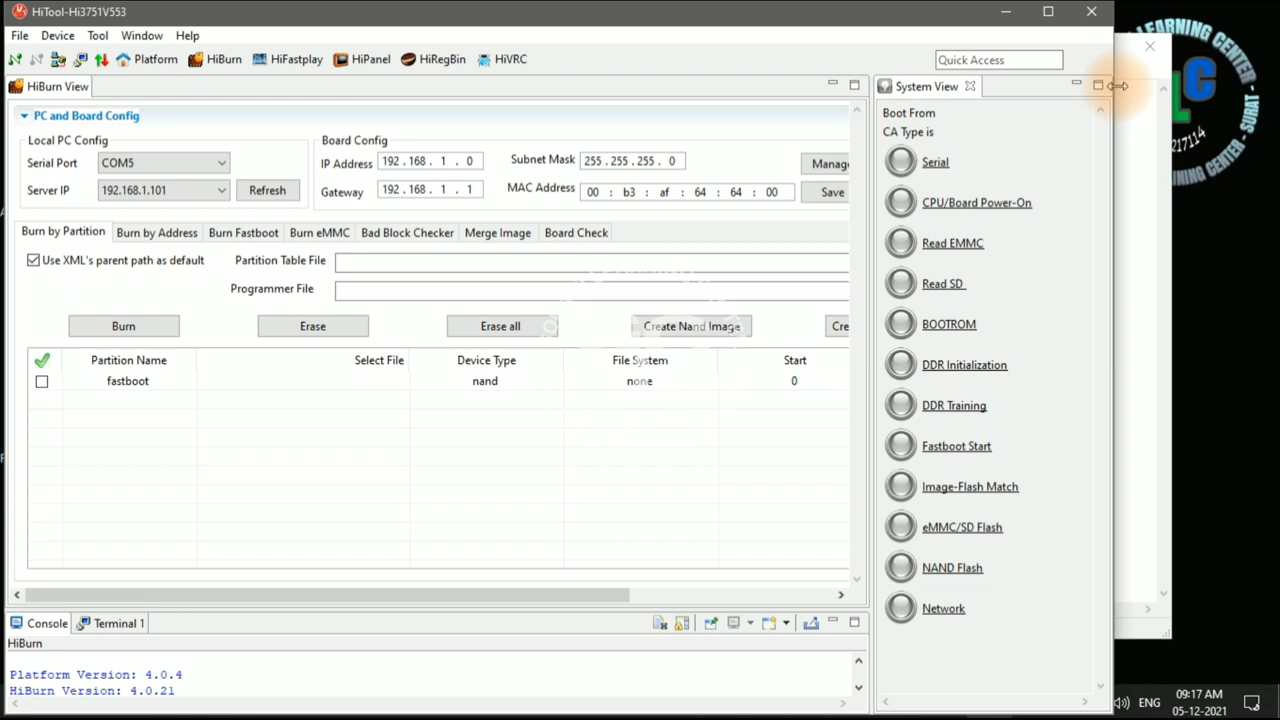 HiTool-Hi3751V553
File Device Tool Window Help
Platform HiBurn HiFastplay HiPanel HiRegBin HiVRC
Quick Access
HiBurn View
PC and Board Config
Local PC Config
Serial Port COM5
Server IP 192.168.1.101 Refresh
Board Config
IP Address 192 . 168 . 1 . 0 Subnet Mask 255 . 255 . 255 . 0 Manag
Gateway 192 . 168 . 1 . 1 MAC Address 00 : b3 : af : 64 : 64 : 00 Save
Burn by Partition Burn by Address Burn Fastboot Burn eMMC Bad Block Checker Merge Image Board Check
Use XML's parent path as default Partition Table File
Programmer File
Burn Erase Erase all Create Nand Image Cre
Partition Name Select File Device Type File System Start
fastboot nand none 0
Console Terminal 1
HiBurn
Platform Version: 4.0.4
HiBurn Version: 4.0.21
System View
Boot From
CA Type is
Serial
CPU/Board Power-On
Read EMMC
Read SD
BOOTROM
DDR Initialization
DDR Training
Fastboot Start
Image-Flash Match
eMMC/SD Flash
NAND Flash
Network
LEARNING CENTER
SURAT -
LC
217114
NING CENTER -
ENG 09:17 AM
05-12-2021